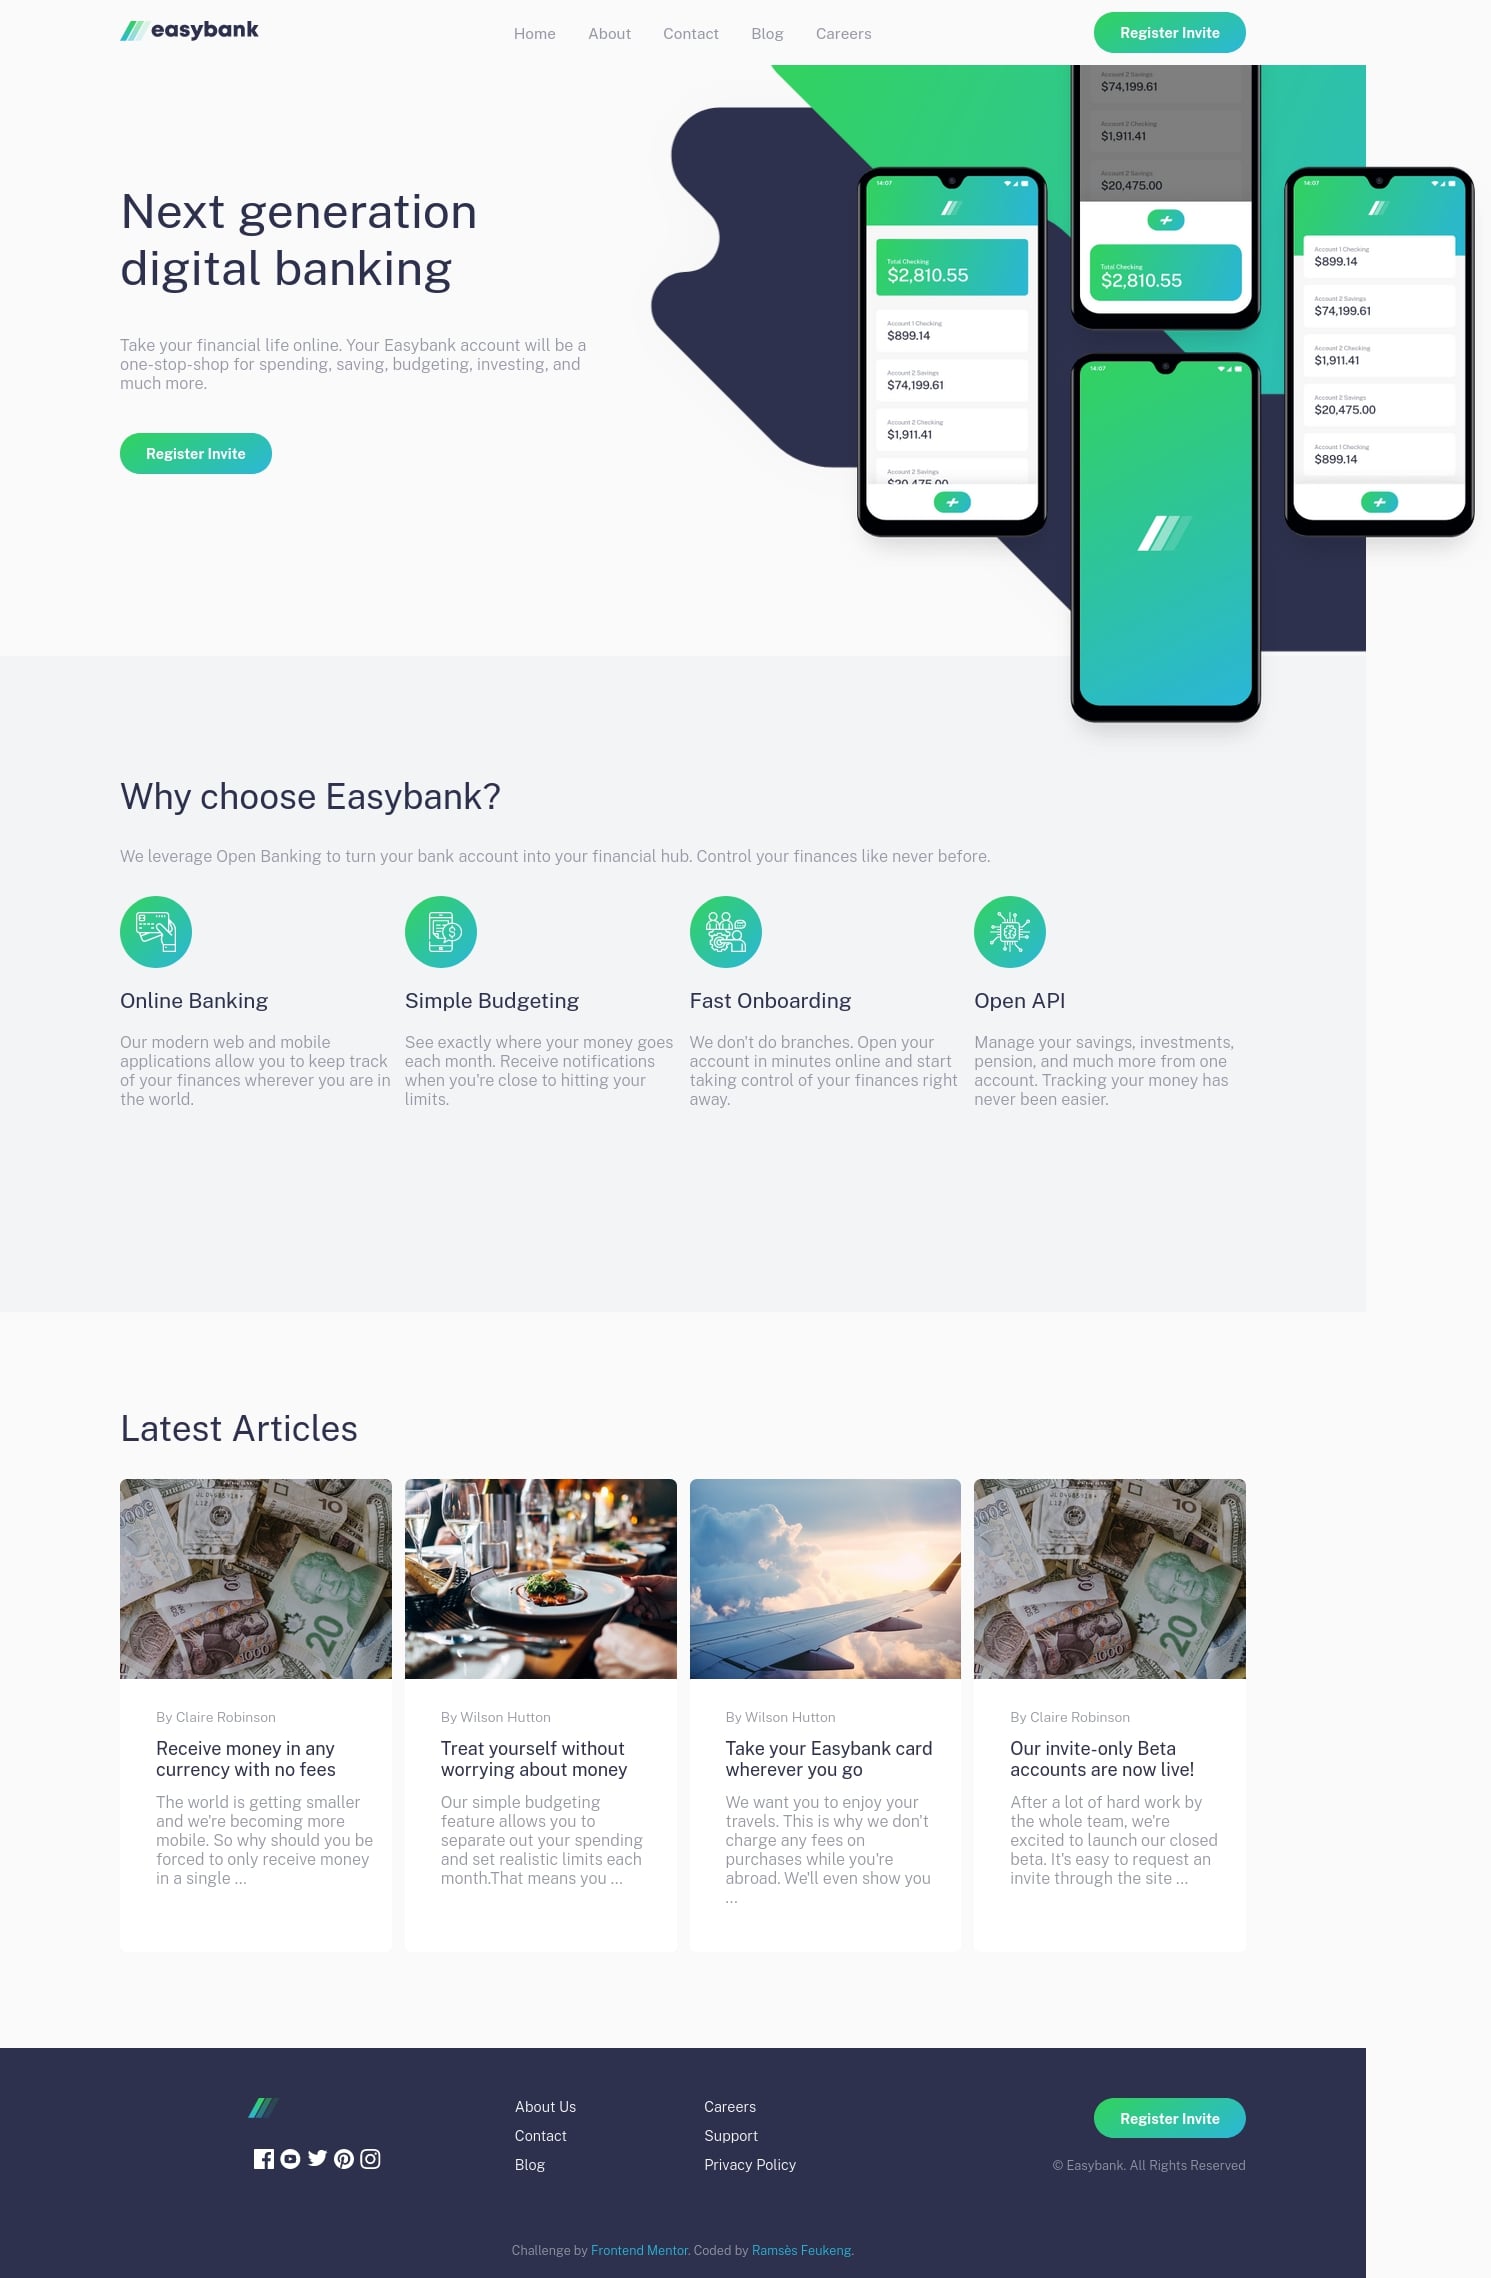 easybank
Home
About
Contact
Blog
Careers
Register Invite
Next generation
digital banking
Take your financial life online. Your Easybank account will be a
one-stop-shop for spending, saving, budgeting, investing, and
much more.
Register Invite
14:07
Total Checking
$2,810.55
Account 1 Checking
$899.14
Account 2 Savings
$74,199.61
Account 2 Checking
$1,911.41
Account 2 Savings
$20,475.00
Account 2 Savings
$74,199.61
Account 2 Checking
$1,911.41
Account 2 Savings
$20,475.00
Total Checking
$2,810.55
14:07
14:07
Account 1 Checking
$899.14
Account 2 Savings
$74,199.61
Account 2 Checking
$1,911.41
Account 2 Savings
$20,475.00
Account 1 Checking
$899.14
Why choose Easybank?
We leverage Open Banking to turn your bank account into your financial hub. Control your finances like never before.
Online Banking
Our modern web and mobile
applications allow you to keep track
of your finances wherever you are in
the world.
Simple Budgeting
See exactly where your money goes
each month. Receive notifications
when you're close to hitting your
limits.
Fast Onboarding
We don't do branches. Open your
account in minutes online and start
taking control of your finances right
away.
Open API
Manage your savings, investments,
pension, and much more from one
account. Tracking your money has
never been easier.
Latest Articles
10
20
1000
By Claire Robinson
Receive money in any
currency with no fees
The world is getting smaller
and we're becoming more
mobile. So why should you be
forced to only receive money
in a single ...
By Wilson Hutton
Treat yourself without
worrying about money
Our simple budgeting
feature allows you to
separate out your spending
and set realistic limits each
month.That means you ...
By Wilson Hutton
Take your Easybank card
wherever you go
We want you to enjoy your
travels. This is why we don't
charge any fees on
purchases while you're
abroad. We'll even show you
...
10
20
1000
By Claire Robinson
Our invite-only Beta
accounts are now live!
After a lot of hard work by
the whole team, we're
excited to launch our closed
beta. It's easy to request an
invite through the site ...
About Us
Contact
Blog
Careers
Support
Privacy Policy
Register Invite
© Easybank. All Rights Reserved
Challenge by Frontend Mentor. Coded by Ramsès Feukeng.